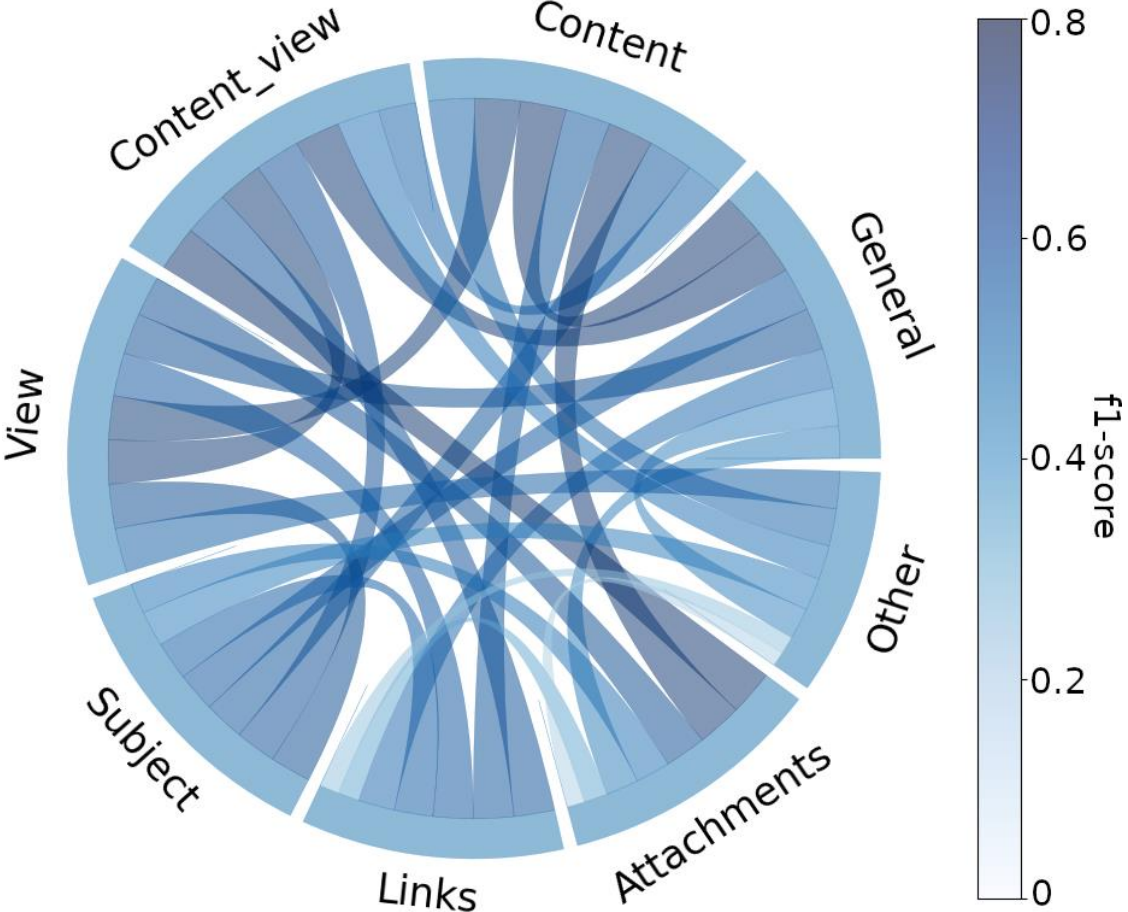 Content
Content_view
General
View
Other
Subject
Attachments
Links
0.8
0.6
0.4
0.2
0
f1-score